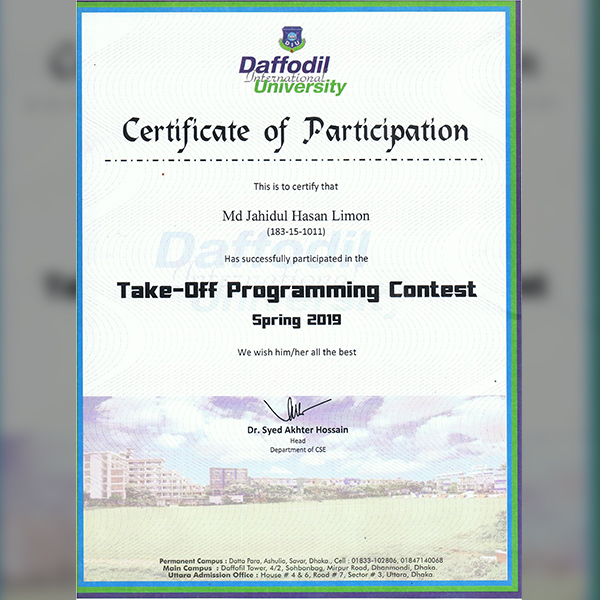 DIU
Daffodil
International
University
Certificate of Participation
This is to certify that
Md Jahidul Hasan Limon
(183-15-1011)
Has successfully participated in the
Take-Off Programming Contest
Spring 2019
We wish him/her all the best
Dr. Syed Akhter Hossain
Head
Department of CSE
Permanent Campus : Datta Para, Ashulia, Savar, Dhaka., Cell : 01833-102806, 01847140068
Main Campus : Daffofil Tawer, 4/2, Sohbanbag, Mirpur Road, Dhanmondi, Dhaka.
Uttara Admission Office : House # 4 & 6, Road # 7, Sector # 3, Uttara, Dhaka.